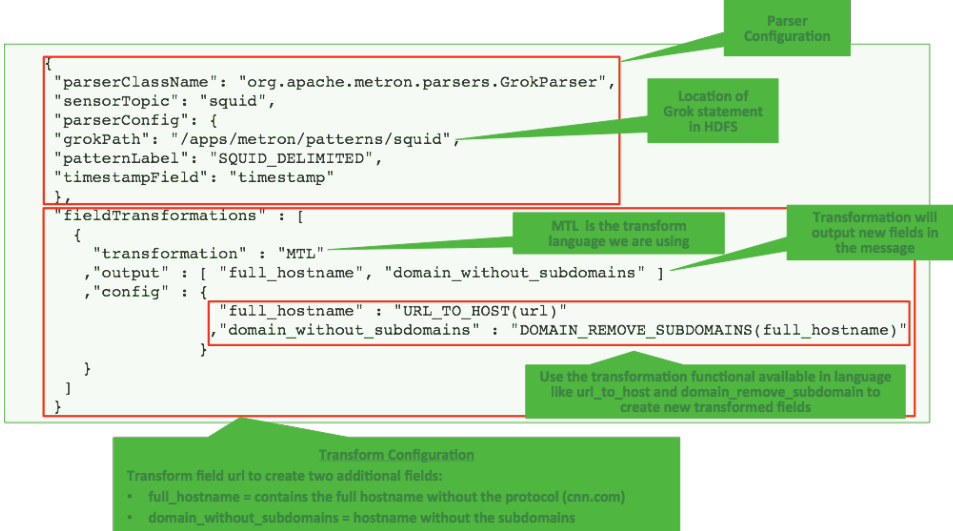 Parser
Configuration
{
"parserClassName": "org.apache.metron.parsers.GrokParser",
"sensorTopic": "squid",
"parserConfig": {
"grokPath": "/apps/metron/patterns/squid",
"patternLabel": "SQUID_DELIMITED",
"timestampField": "timestamp"
},
Location of
Grok statement
in HDFS
"fieldTransformations" : [
{
"transformation" : "MTL"
,"output" : [ "full_hostname", "domain_without_subdomains" ]
,"config" : {
"full_hostname" : "URL_TO_HOST(url)"
,"domain_without_subdomains" : "DOMAIN_REMOVE_SUBDOMAINS(full_hostname)"
}
}
]
}
MTL is the transform
language we are using
Transformation will
output new fields in
the message
Use the transformation functional available in language
like url_to_host and domain_remove_subdomain to
create new transformed fields
Transform Configuration
Transform field url to create two additional fields:
• full_hostname = contains the full hostname without the protocol (cnn.com)
• domain_without_subdomains = hostname without the subdomains